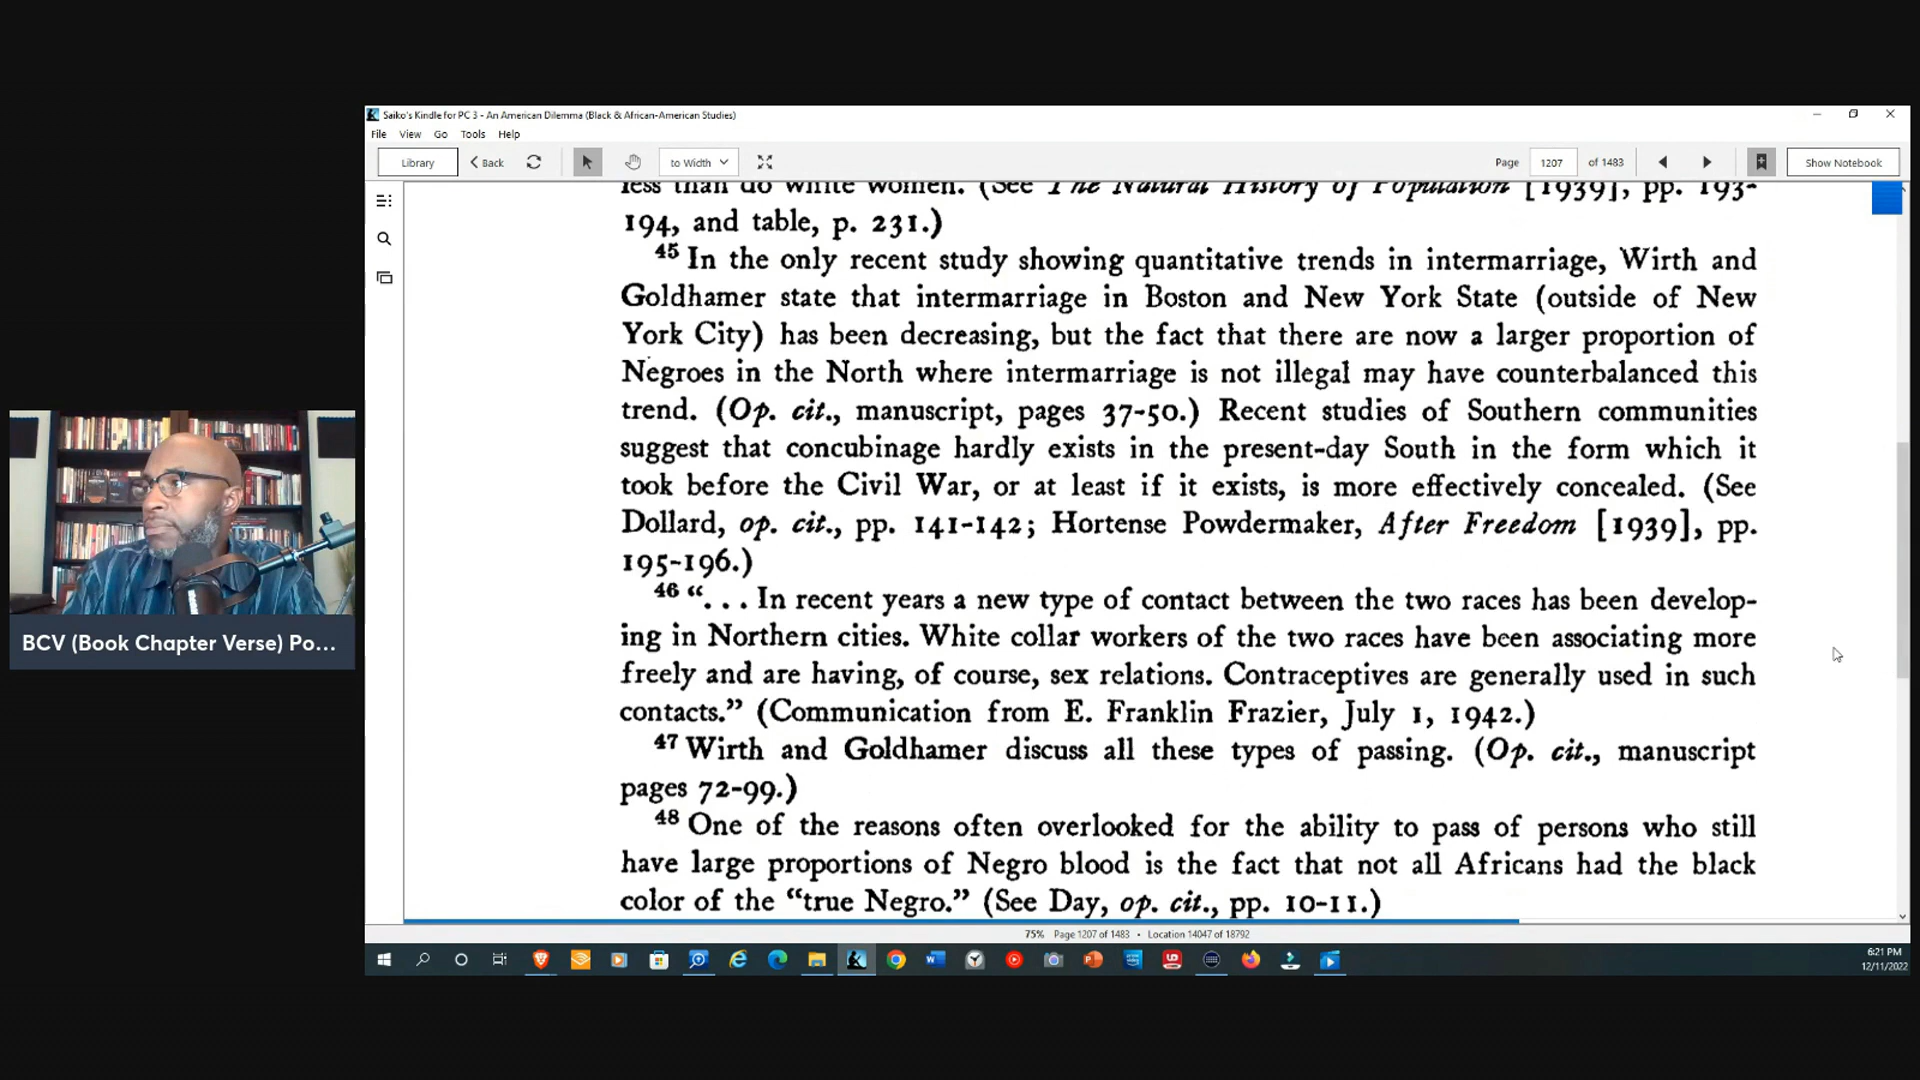 Saiko's Kindle for PC 3 - An American Dilemma (Black & African-American Studies)
File View Go Tools Help
Library Back to Width Page 1207 of 1483 Show Notebook
less than do white women. (See The Natural History of Population [1939], pp. 193-
194, and table, p. 231.)
45 In the only recent study showing quantitative trends in intermarriage, Wirth and
Goldhamer state that intermarriage in Boston and New York State (outside of New
York City) has been decreasing, but the fact that there are now a larger proportion of
Negroes in the North where intermarriage is not illegal may have counterbalanced this
trend. (Op. cit., manuscript, pages 37-50.) Recent studies of Southern communities
suggest that concubinage hardly exists in the present-day South in the form which it
took before the Civil War, or at least if it exists, is more effectively concealed. (See
Dollard, op. cit., pp. 141-142; Hortense Powdermaker, After Freedom [1939], pp.
195-196.)
46 “. . . In recent years a new type of contact between the two races has been develop-
ing in Northern cities. White collar workers of the two races have been associating more
freely and are having, of course, sex relations. Contraceptives are generally used in such
contacts.” (Communication from E. Franklin Frazier, July 1, 1942.)
47 Wirth and Goldhamer discuss all these types of passing. (Op. cit., manuscript
pages 72-99.)
48 One of the reasons often overlooked for the ability to pass of persons who still
have large proportions of Negro blood is the fact that not all Africans had the black
color of the “true Negro.” (See Day, op. cit., pp. 10-11.)
BCV (Book Chapter Verse) Po...
75% Page 1207 of 1483 • Location 14047 of 18792
6:21 PM
12/11/2022